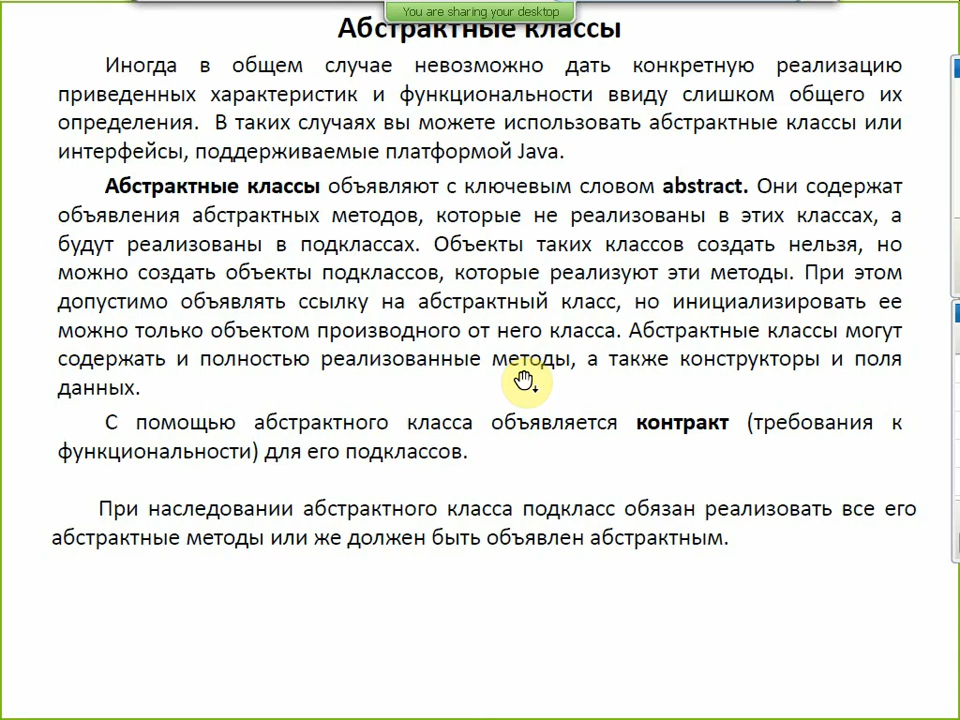 You are sharing your desktop
Абстрактные классы
Иногда в общем случае невозможно дать конкретную реализацию
приведенных характеристик и функциональности ввиду слишком общего их
определения. В таких случаях вы можете использовать абстрактные классы или
интерфейсы, поддерживаемые платформой Java.
Абстрактные классы объявляют с ключевым словом abstract. Они содержат
объявления абстрактных методов, которые не реализованы в этих классах, а
будут реализованы в подклассах. Объекты таких классов создать нельзя, но
можно создать объекты подклассов, которые реализуют эти методы. При этом
допустимо объявлять ссылку на абстрактный класс, но инициализировать ее
можно только объектом производного от него класса. Абстрактные классы могут
содержать и полностью реализованные методы, а также конструкторы и поля
данных.
С помощью абстрактного класса объявляется контракт (требования к
функциональности) для его подклассов.
При наследовании абстрактного класса подкласс обязан реализовать все его
абстрактные методы или же должен быть объявлен абстрактным.